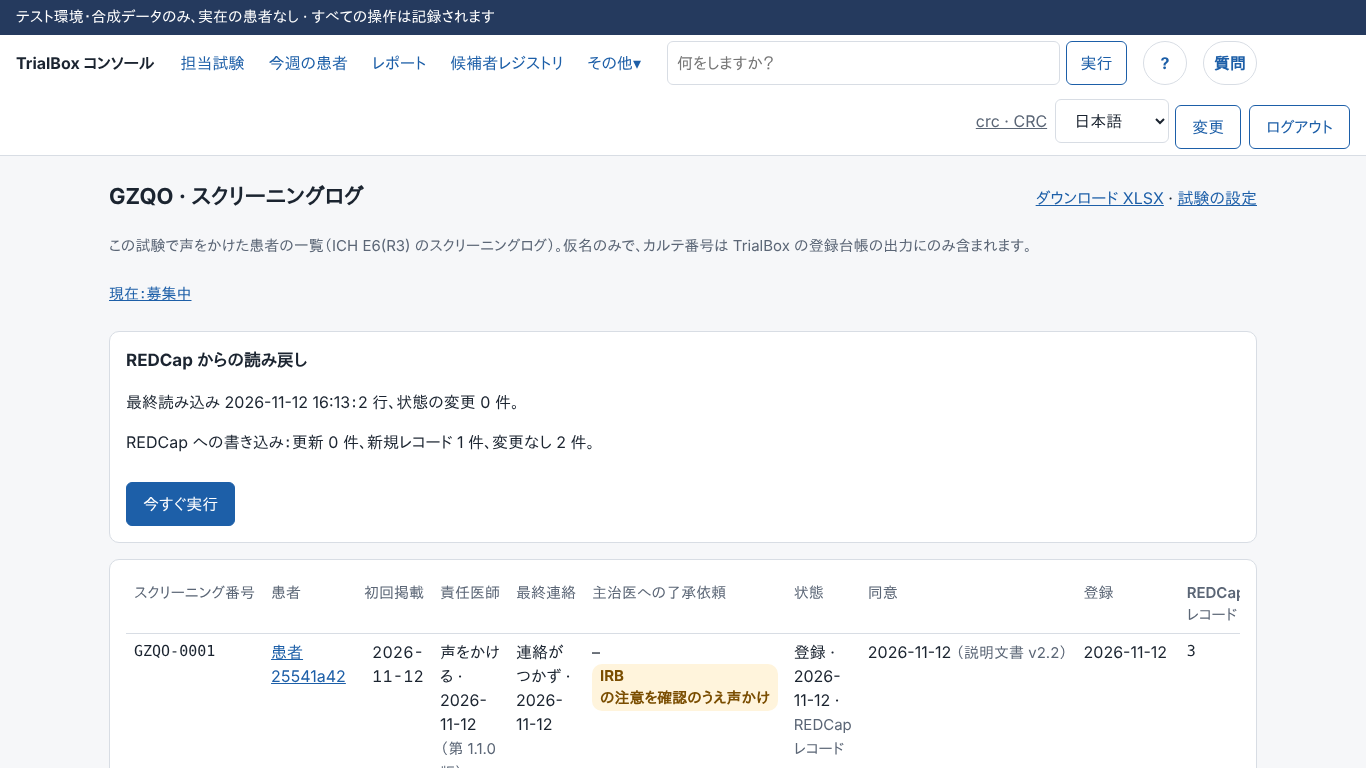 テスト環境・合成データのみ、実在の患者なし · すべての操作は記録されます
TrialBox コンソール 担当試験 今週の患者 レポート 候補者レジストリ その他▾ 何をしますか? 実行 ? 質問
crc · CRC 日本語 変更 ログアウト
GZQO · スクリーニングログ
ダウンロード XLSX · 試験の設定
この試験で声をかけた患者の一覧（ICH E6(R3) のスクリーニングログ）。仮名のみで、カルテ番号は TrialBox の登録台帳の出力にのみ含まれます。
現在：募集中
REDCap からの読み戻し
最終読み込み 2026-11-12 16:13：2 行、状態の変更 0 件。
REDCap への書き込み：更新 0 件、新規レコード 1 件、変更なし 2 件。
今すぐ実行
スクリーニング番号 患者 初回掲載 責任医師 最終連絡 主治医への了承依頼 状態 同意 登録 REDCap
レコード
GZQO-0001
患者
25541a42
2026-
11-12
声をかけ
る ·
2026-
11-12
（第 1.1.0
連絡が
つかず ·
2026-
11-12
–
IRB
の注意を確認のうえ声かけ
登録 ·
2026-
11-12 ·
REDCap
レコード
2026-11-12（説明文書 v2.2）
2026-11-12
3